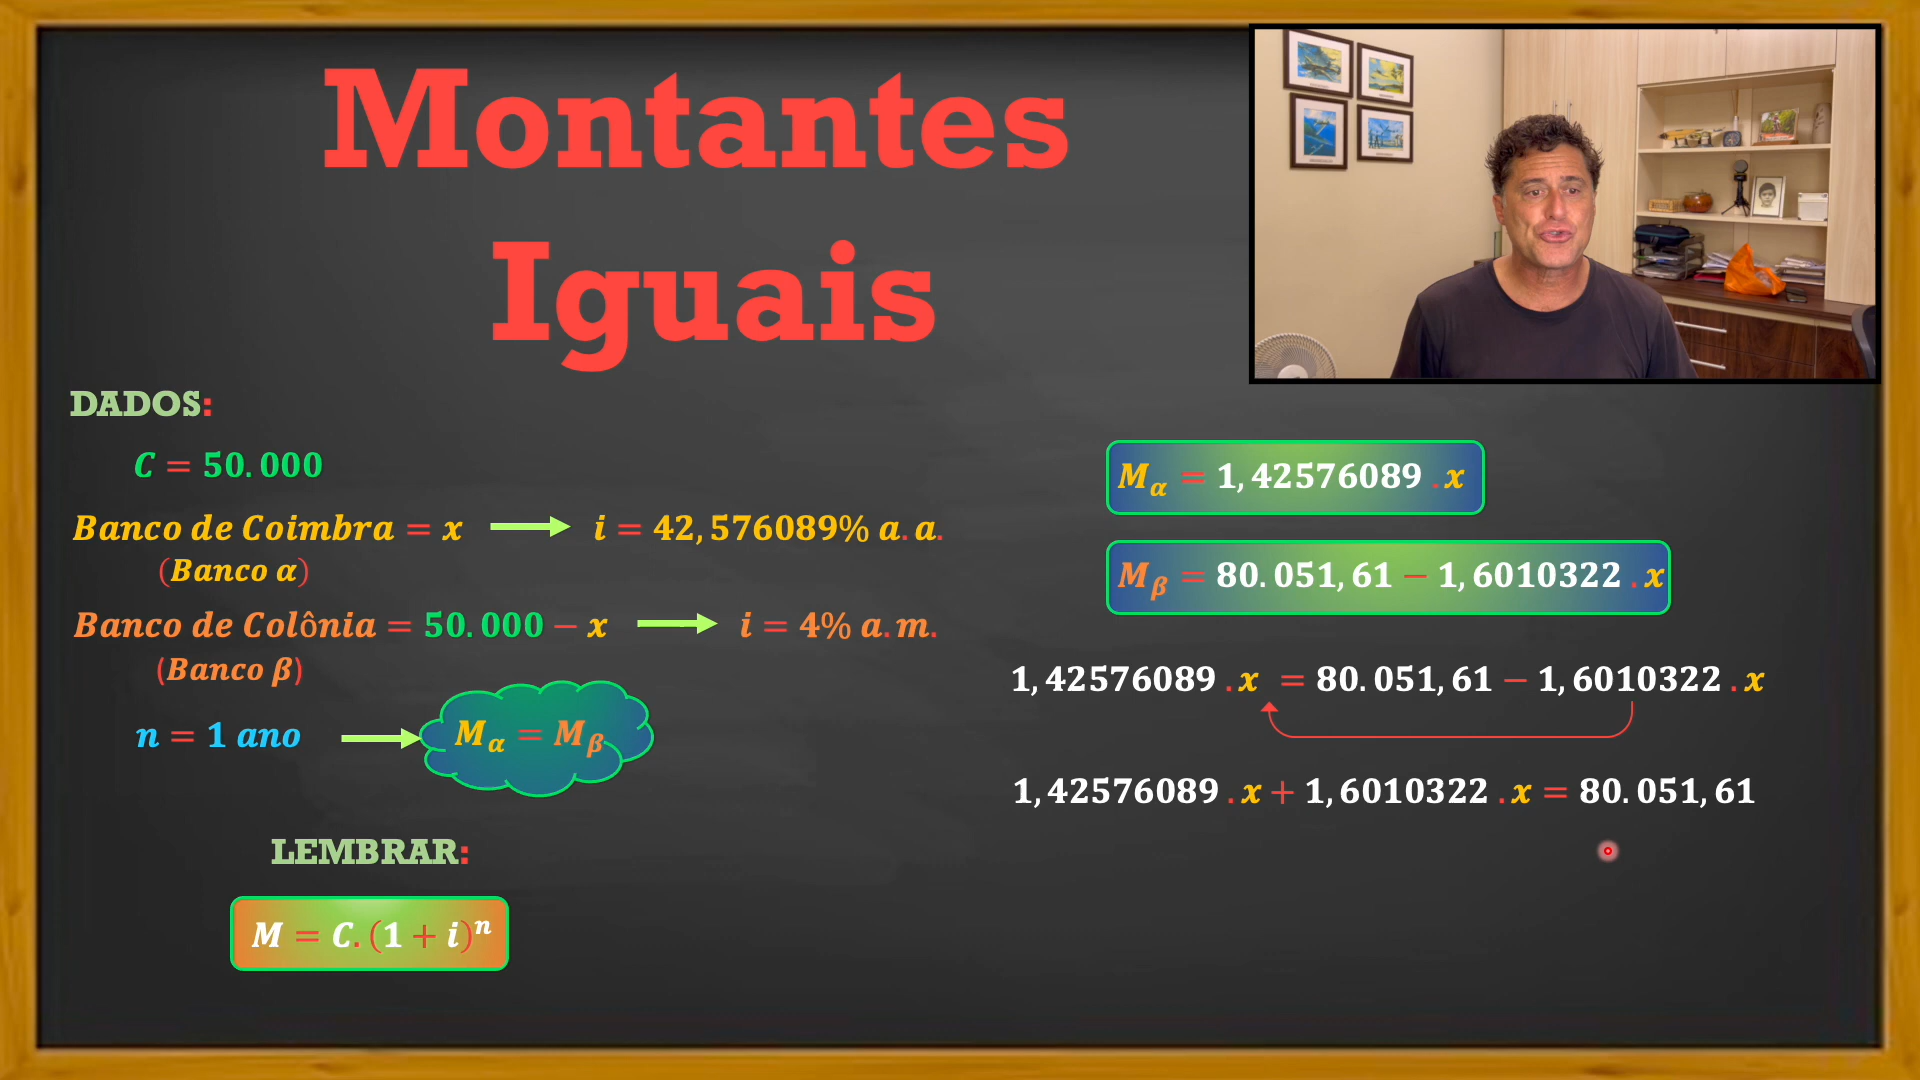 Montantes
Iguais
DADOS:
C = 50.000
Banco de Coimbra = x → i = 42,576089% a.a.
(Banco α)
Banco de Colônia = 50.000 − x → i = 4% a.m.
(Banco β)
n = 1 ano → Mα = Mβ
LEMBRAR:
M = C.(1 + i)ⁿ
Mα = 1,42576089 .x
Mβ = 80.051,61 − 1,6010322 .x
1,42576089 .x = 80.051,61 − 1,6010322 .x
1,42576089 .x + 1,6010322 .x = 80.051,61